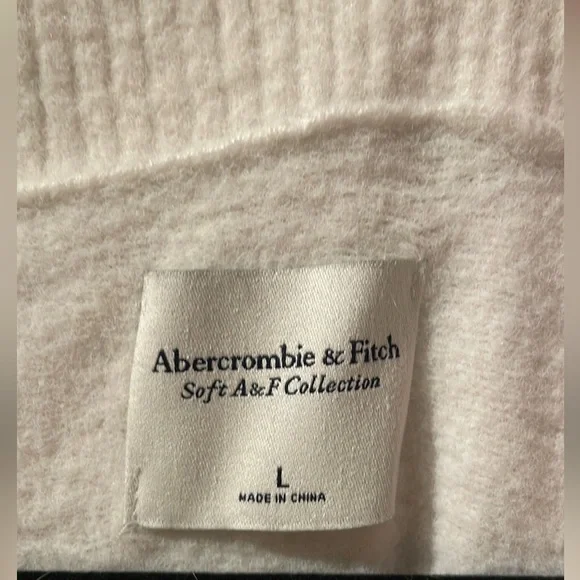 Abercrombie & Fitch
Soft A&F Collection
L
MADE IN CHINA